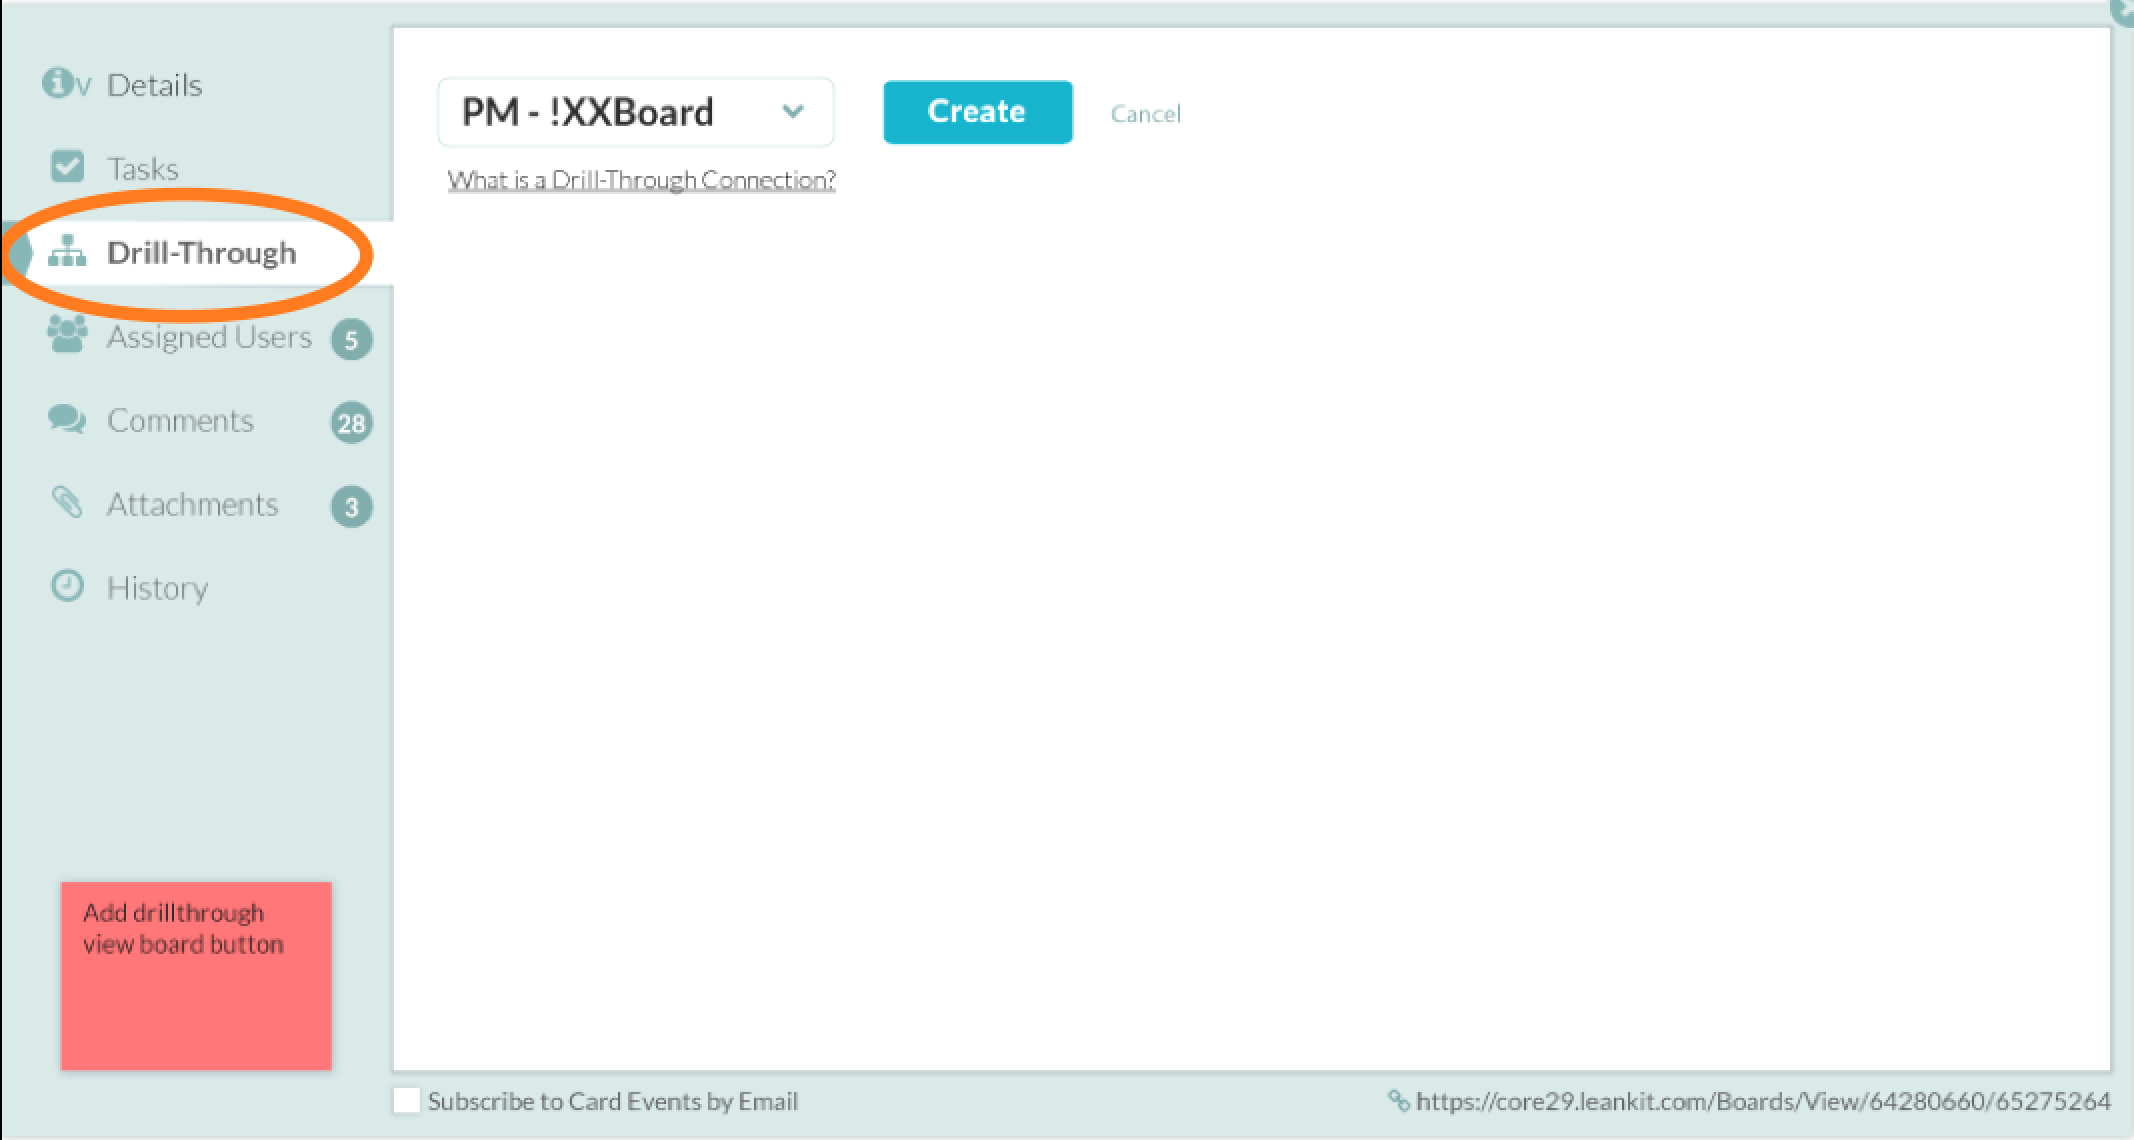 v Details
Tasks
Drill-Through
Assigned Users 5
Comments 28
Attachments 3
History
Add drillthrough
view board button
PM - !XXBoard
Create
Cancel
What is a Drill-Through Connection?
Subscribe to Card Events by Email
https://core29.leankit.com/Boards/View/64280660/65275264